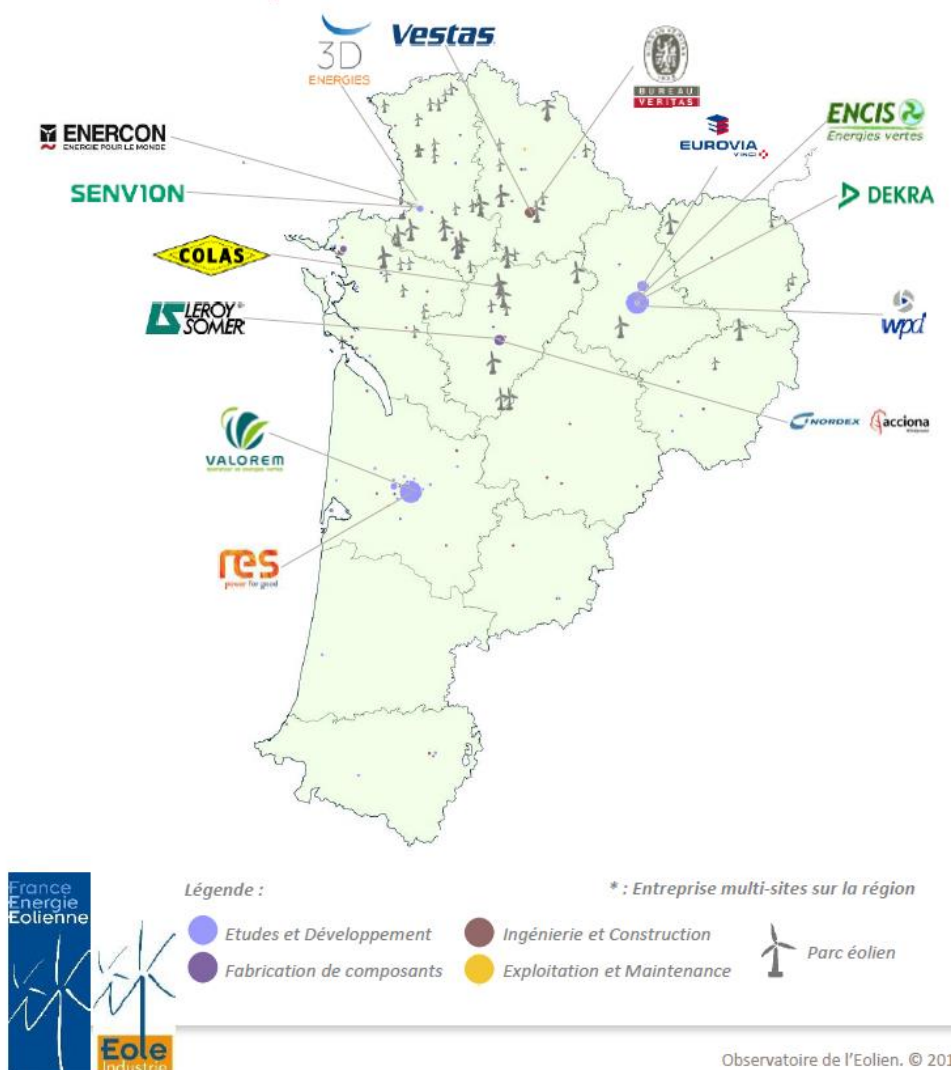 3D
ENERGIES
Vestas
BUREAU
VERITAS
ENERCON
ENERGIE POUR LE MONDE
EUROVIA
VINCI
ENCIS
Energies vertes
SENVION
DEKRA
COLAS
LEROY
SOMER
wpd
NORDEX
acciona
VALOREM
res
power for good
France
Energie
Eolienne
Légende :
* : Entreprise multi-sites sur la région
Etudes et Développement
Ingénierie et Construction
Parc éolien
Fabrication de composants
Exploitation et Maintenance
Eole
Industrie
Observatoire de l'Eolien. © 201